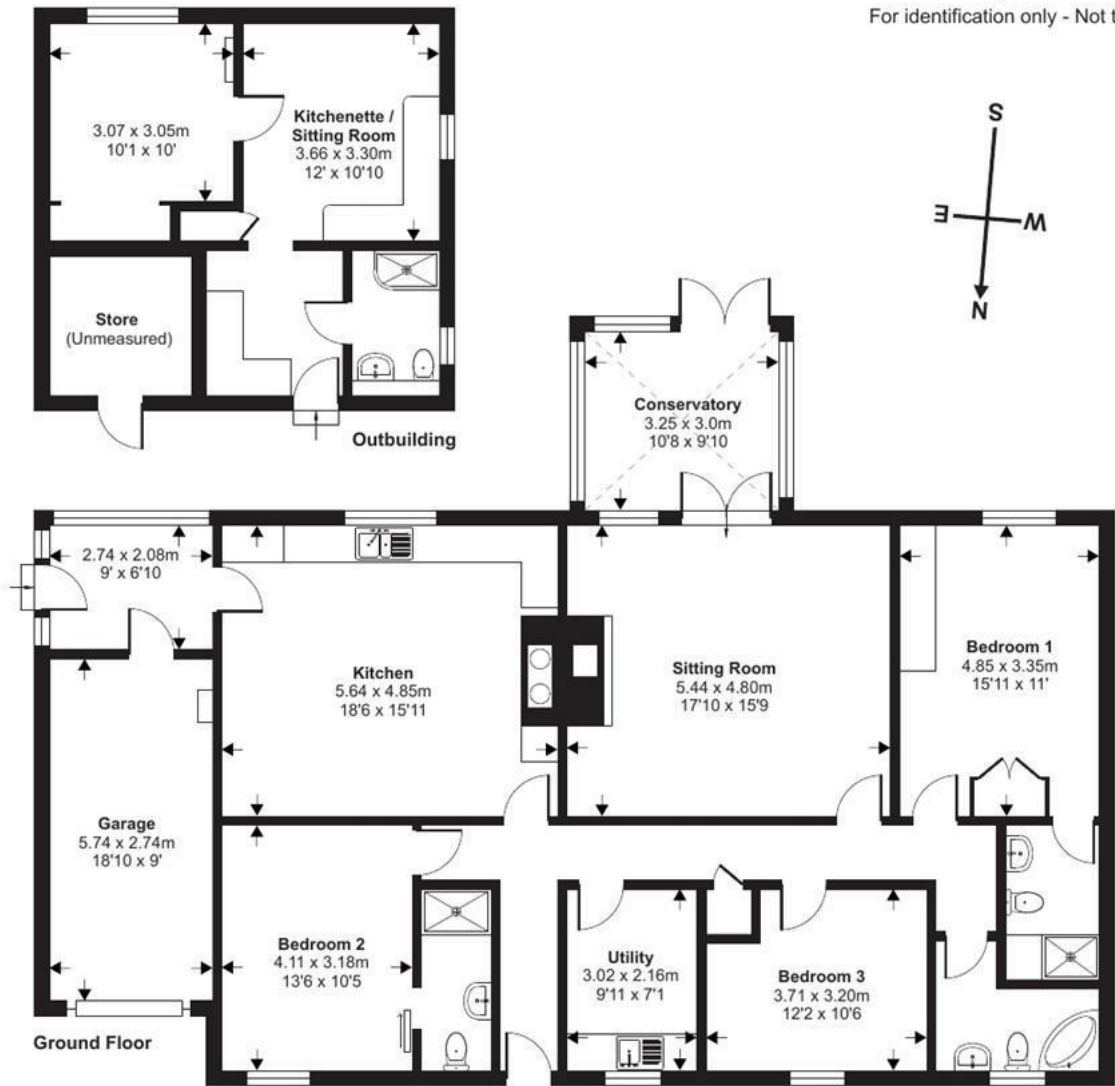 For identification only - Not t
3.07 x 3.05m
10'1 x 10'
Kitchenette /
Sitting Room
3.66 x 3.30m
12' x 10'10
S
E
W
N
Store
(Unmeasured)
Outbuilding
Conservatory
3.25 x 3.0m
10'8 x 9'10
2.74 x 2.08m
9' x 6'10
Kitchen
5.64 x 4.85m
18'6 x 15'11
Sitting Room
5.44 x 4.80m
17'10 x 15'9
Bedroom 1
4.85 x 3.35m
15'11 x 11'
Garage
5.74 x 2.74m
18'10 x 9'
Bedroom 2
4.11 x 3.18m
13'6 x 10'5
Utility
3.02 x 2.16m
9'11 x 7'1
Bedroom 3
3.71 x 3.20m
12'2 x 10'6
Ground Floor